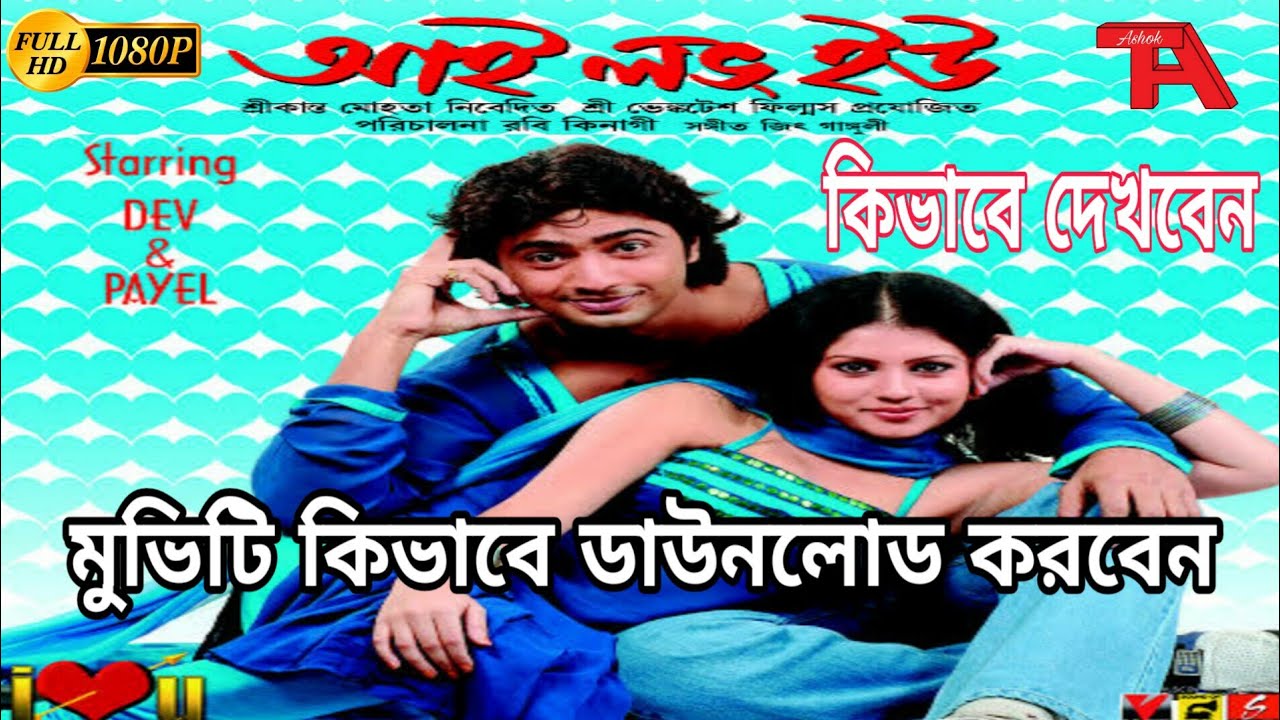 FULL HD 1080P
Ashok
A
আই লভ্ ইউ
শ্রীকান্ত মোহতা নিবেদিত শ্রী ভেঙ্কটেশ ফিল্মস প্রযোজিত
পরিচালনা রবি কিনাগী সঙ্গীত জিৎ গাঙ্গুলী
Starring
DEV
&
PAYEL
কিভাবে দেখবেন
মুভিটি কিভাবে ডাউনলোড করবেন
i u